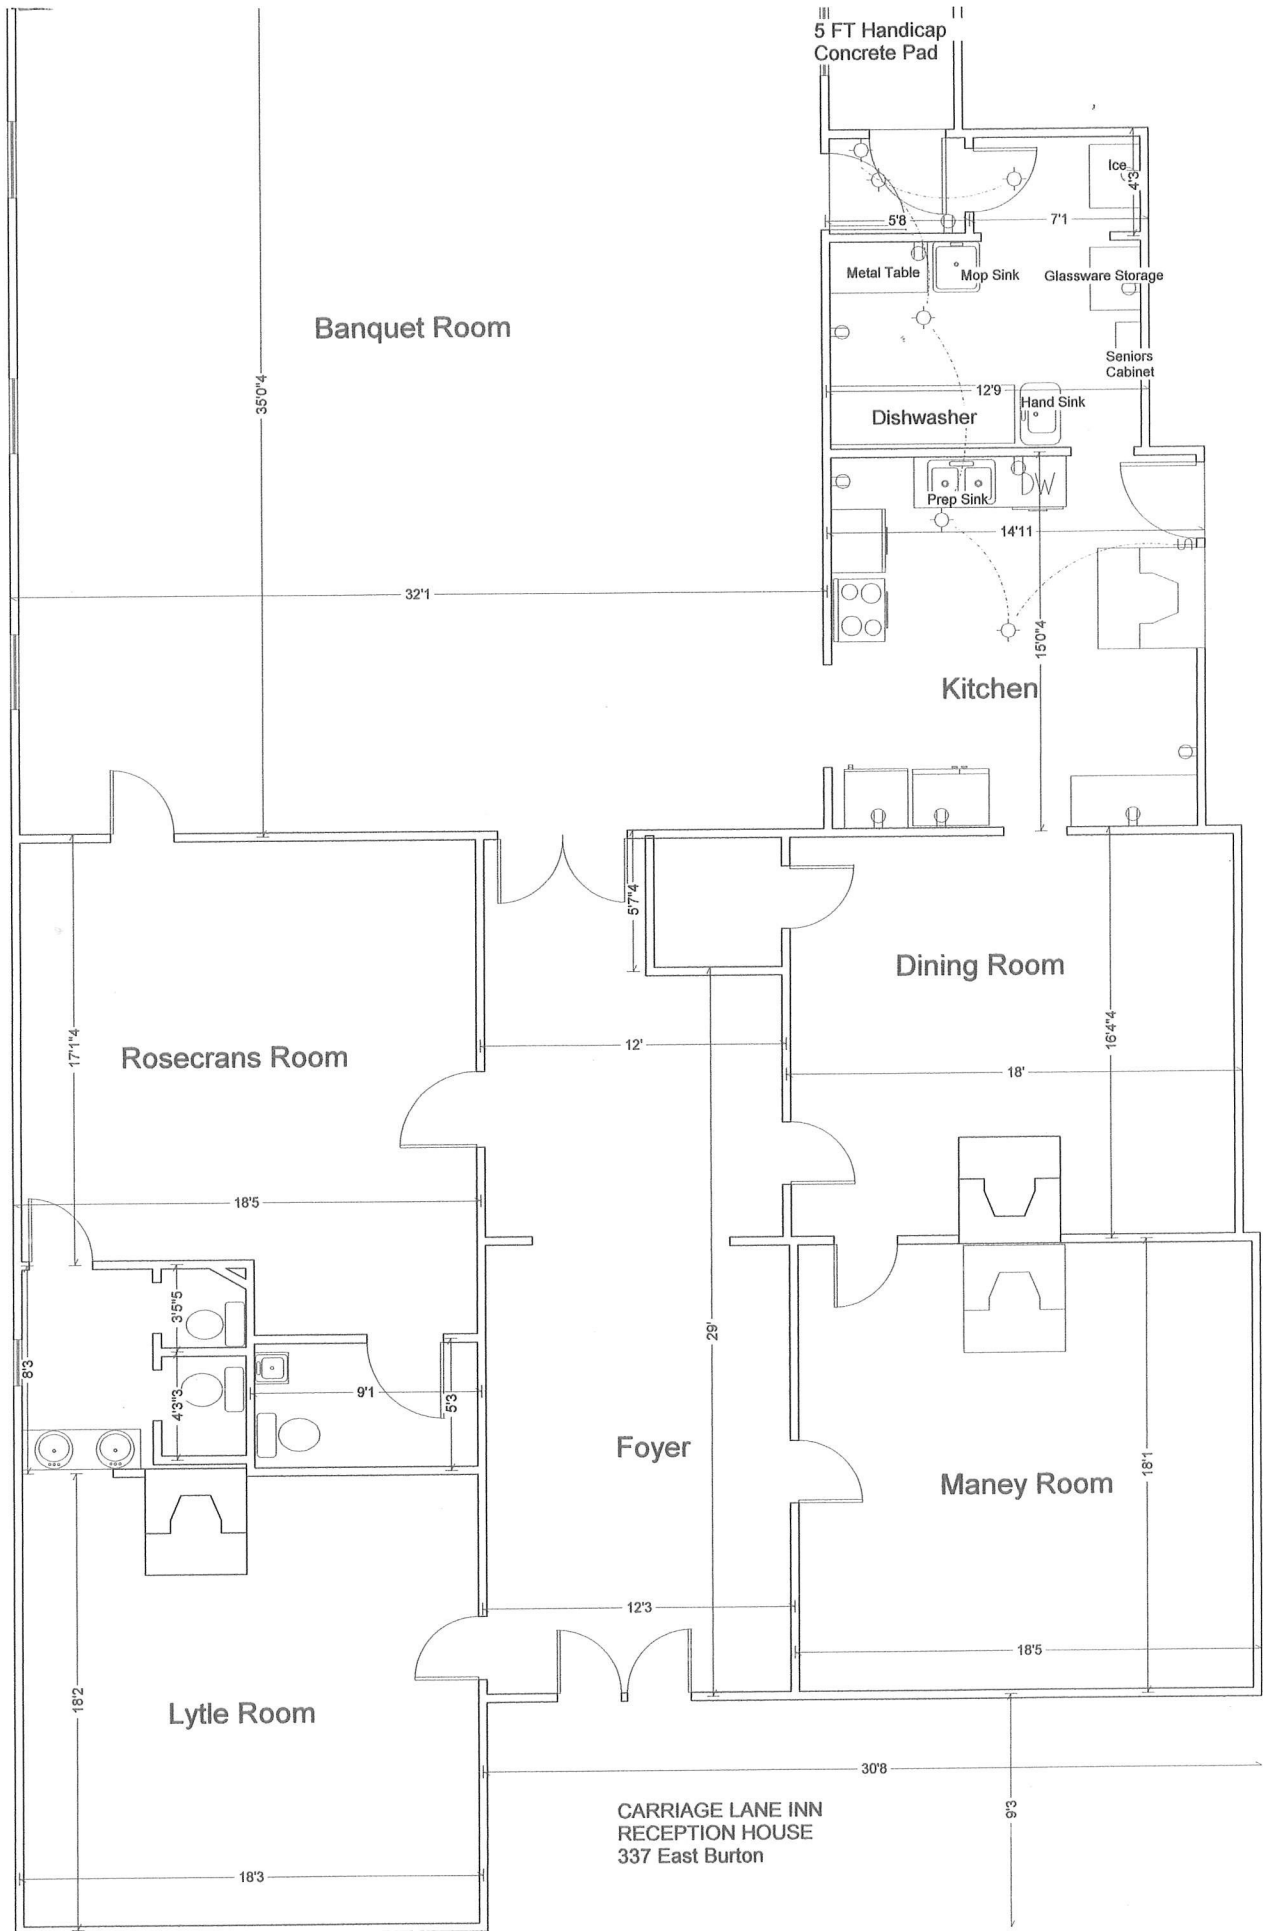 5 FT Handicap
Concrete Pad
Ice
4'3
5'8
7'1
Metal Table
Mop Sink
Glassware Storage
Banquet Room
35'0"4
Seniors
Cabinet
12'9
Hand Sink
Dishwasher
DW
Prep Sink
14'11
S
32'1
15'0"4
Kitchen
5'7"4
Dining Room
17'1"4
Rosecrans Room
12'
16'4"4
18'
18'5
3'5"5
29'
8'3
4'3"3
9'1
5'3
Foyer
18'1
Maney Room
12'3
18'5
18'2
Lytle Room
30'8
9'3
CARRIAGE LANE INN
RECEPTION HOUSE
337 East Burton
18'3